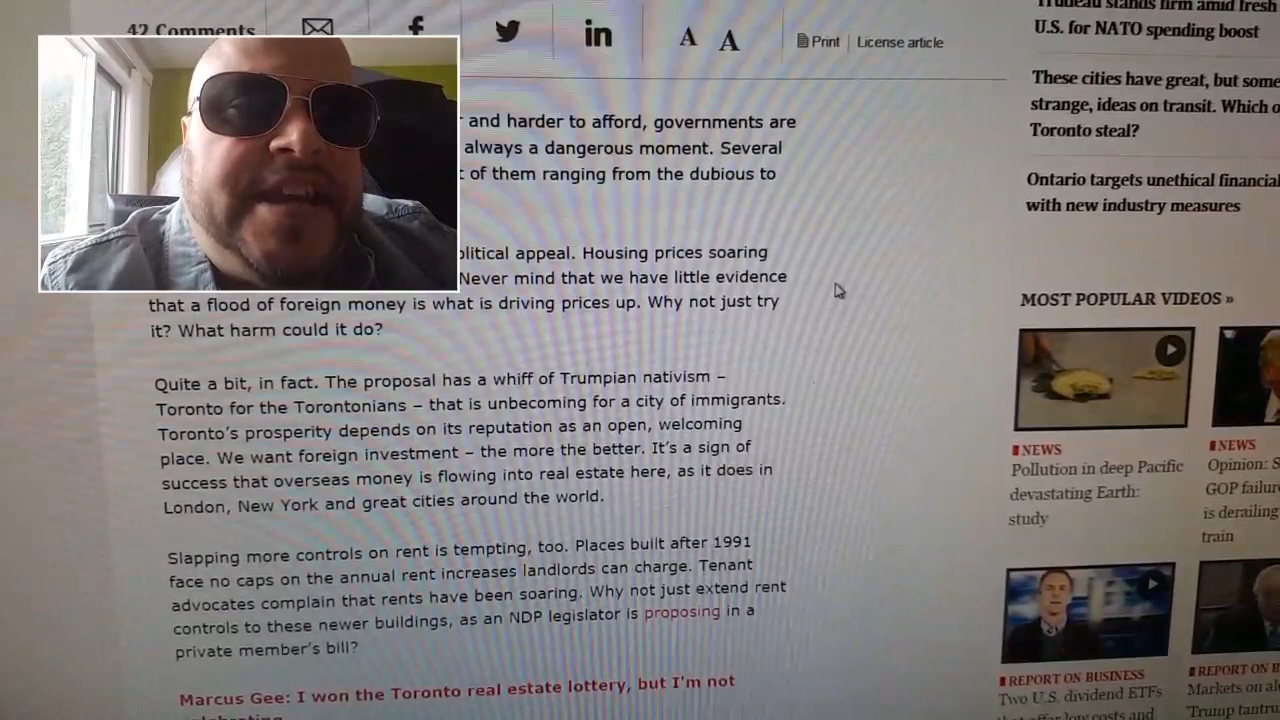 42 Comments
in
A A
Print | License article
and harder to afford, governments are
always a dangerous moment. Several
of them ranging from the dubious to
political appeal. Housing prices soaring
Never mind that we have little evidence
that a flood of foreign money is what is driving prices up. Why not just try
it? What harm could it do?
Quite a bit, in fact. The proposal has a whiff of Trumpian nativism –
Toronto for the Torontonians – that is unbecoming for a city of immigrants.
Toronto's prosperity depends on its reputation as an open, welcoming
place. We want foreign investment – the more the better. It's a sign of
success that overseas money is flowing into real estate here, as it does in
London, New York and great cities around the world.
Slapping more controls on rent is tempting, too. Places built after 1991
face no caps on the annual rent increases landlords can charge. Tenant
advocates complain that rents have been soaring. Why not just extend rent
controls to these newer buildings, as an NDP legislator is proposing in a
private member's bill?
Marcus Gee: I won the Toronto real estate lottery, but I'm not
Trudeau stands firm amid fresh
U.S. for NATO spending boost
These cities have great, but some
strange, ideas on transit. Which
Toronto steal?
Ontario targets unethical financial
with new industry measures
MOST POPULAR VIDEOS »
NEWS
Pollution in deep Pacific
devastating Earth:
study
NEWS
Opinion:
GOP failur
is derailing
train
REPORT ON BUSINESS
Two U.S. dividend ETFs
that offer low costs and
REPORT ON
Markets on
Trump tantru